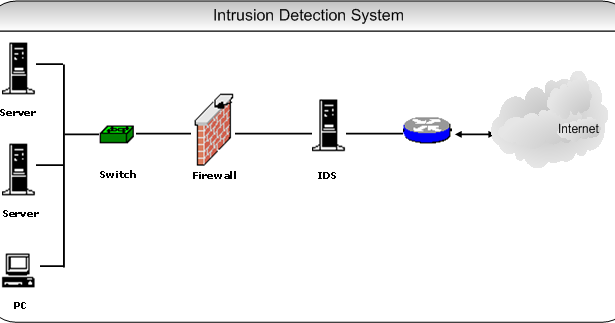 Intrusion Detection System
Server
Internet
Switch
Firewall
IDS
Server
PC